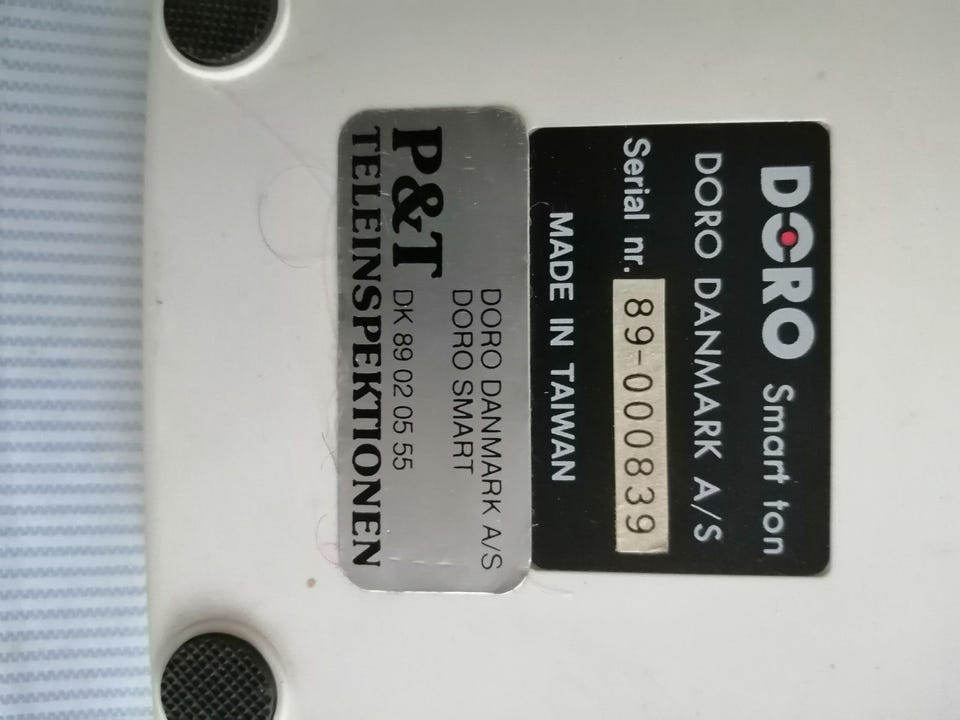 DORO Smart ton
DORO DANMARK A/S
Serial nr. 89-000839
MADE IN TAIWAN
DORO DANMARK A/S
DORO SMART
P&T DK 89 02 05 55
TELEINSPEKTIONEN